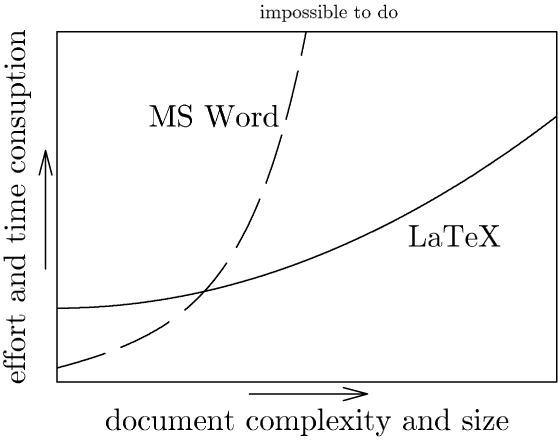 impossible to do
MS Word
LaTeX
effort and time consuption
document complexity and size